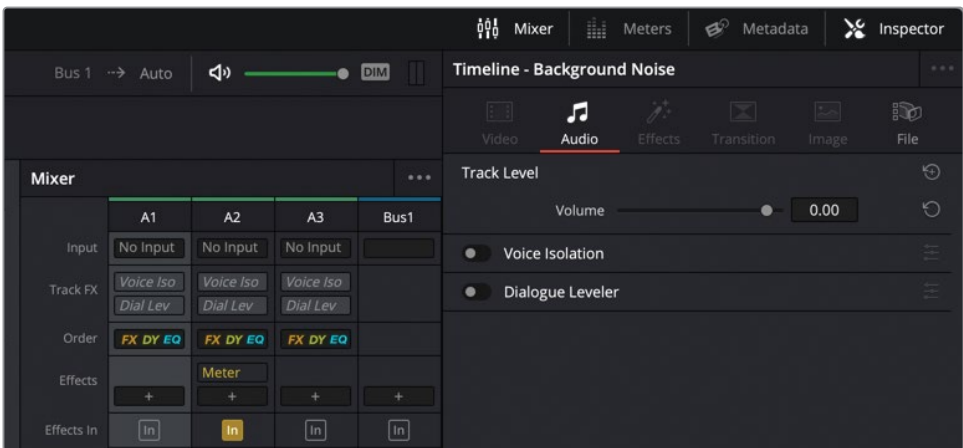 Mixer Meters Metadata Inspector
Bus 1 Auto DIM
Timeline - Background Noise
Video Audio Effects Transition Image File
Track Level
Volume 0.00
Voice Isolation
Dialogue Leveler
Mixer
A1 A2 A3 Bus1
Input No Input No Input No Input
Track FX Voice Iso Voice Iso Voice Iso
Dial Lev Dial Lev Dial Lev
Order FX DY EQ FX DY EQ FX DY EQ
Effects Meter
+ + + +
Effects In In In In In